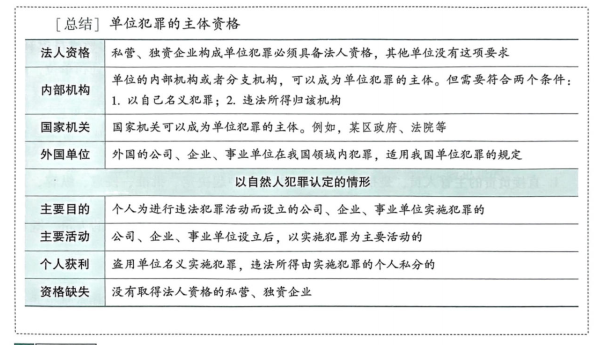 [总结] 单位犯罪的主体资格
法人资格 私营、独资企业构成单位犯罪必须具备法人资格，其他单位没有这项要求
内部机构 单位的内部机构或者分支机构，可以成为单位犯罪的主体。但需要符合两个条件：
1. 以自己名义犯罪；2. 违法所得归该机构
国家机关 国家机关可以成为单位犯罪的主体。例如，某区政府、法院等
外国单位 外国的公司、企业、事业单位在我国领域内犯罪，适用我国单位犯罪的规定
以自然人犯罪认定的情形
主要目的 个人为进行违法犯罪活动而设立的公司、企业、事业单位实施犯罪的
主要活动 公司、企业、事业单位设立后，以实施犯罪为主要活动的
个人获利 盗用单位名义实施犯罪，违法所得由实施犯罪的个人私分的
资格缺失 没有取得法人资格的私营、独资企业